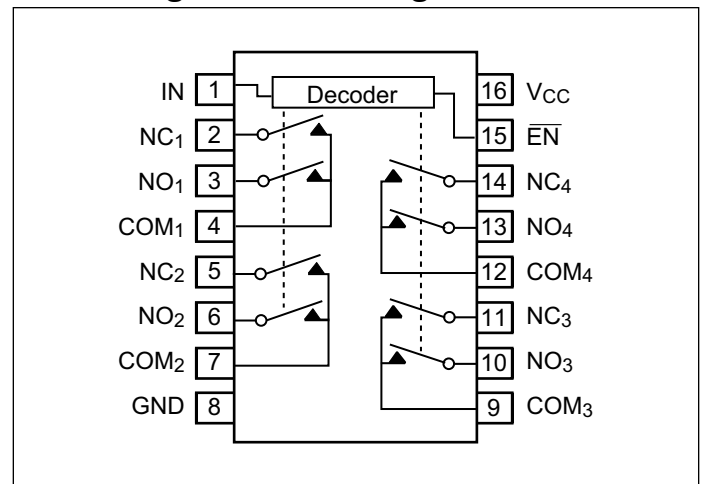 IN 1 Decoder 16 VCC
NC1 2 15 EN
NO1 3 14 NC4
COM1 4 13 NO4
NC2 5 12 COM4
NO2 6 11 NC3
COM2 7 10 NO3
GND 8 9 COM3